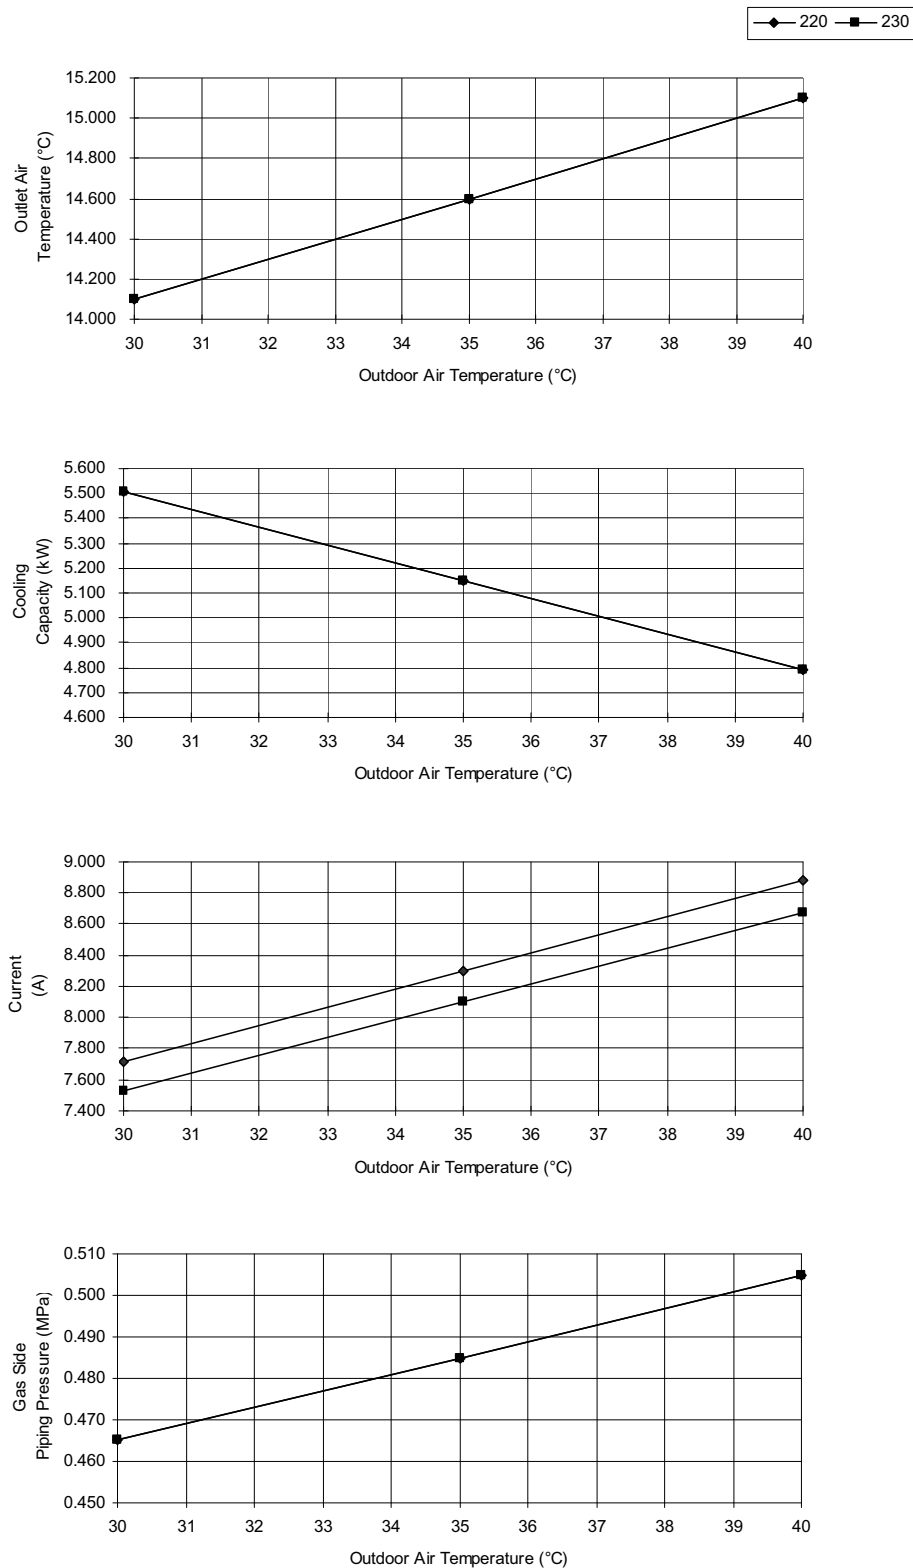 220 230
15.200
15.000
14.800
14.600
14.400
14.200
14.000
Outlet Air
Temperature (°C)
30 31 32 33 34 35 36 37 38 39 40
Outdoor Air Temperature (°C)
5.600
5.500
5.400
5.300
5.200
5.100
5.000
4.900
4.800
4.700
4.600
Cooling
Capacity (kW)
30 31 32 33 34 35 36 37 38 39 40
Outdoor Air Temperature (°C)
9.000
8.800
8.600
8.400
8.200
8.000
7.800
7.600
7.400
Current
(A)
30 31 32 33 34 35 36 37 38 39 40
Outdoor Air Temperature (°C)
0.510
0.500
0.490
0.480
0.470
0.460
0.450
Gas Side
Piping Pressure (MPa)
30 31 32 33 34 35 36 37 38 39 40
Outdoor Air Temperature (°C)